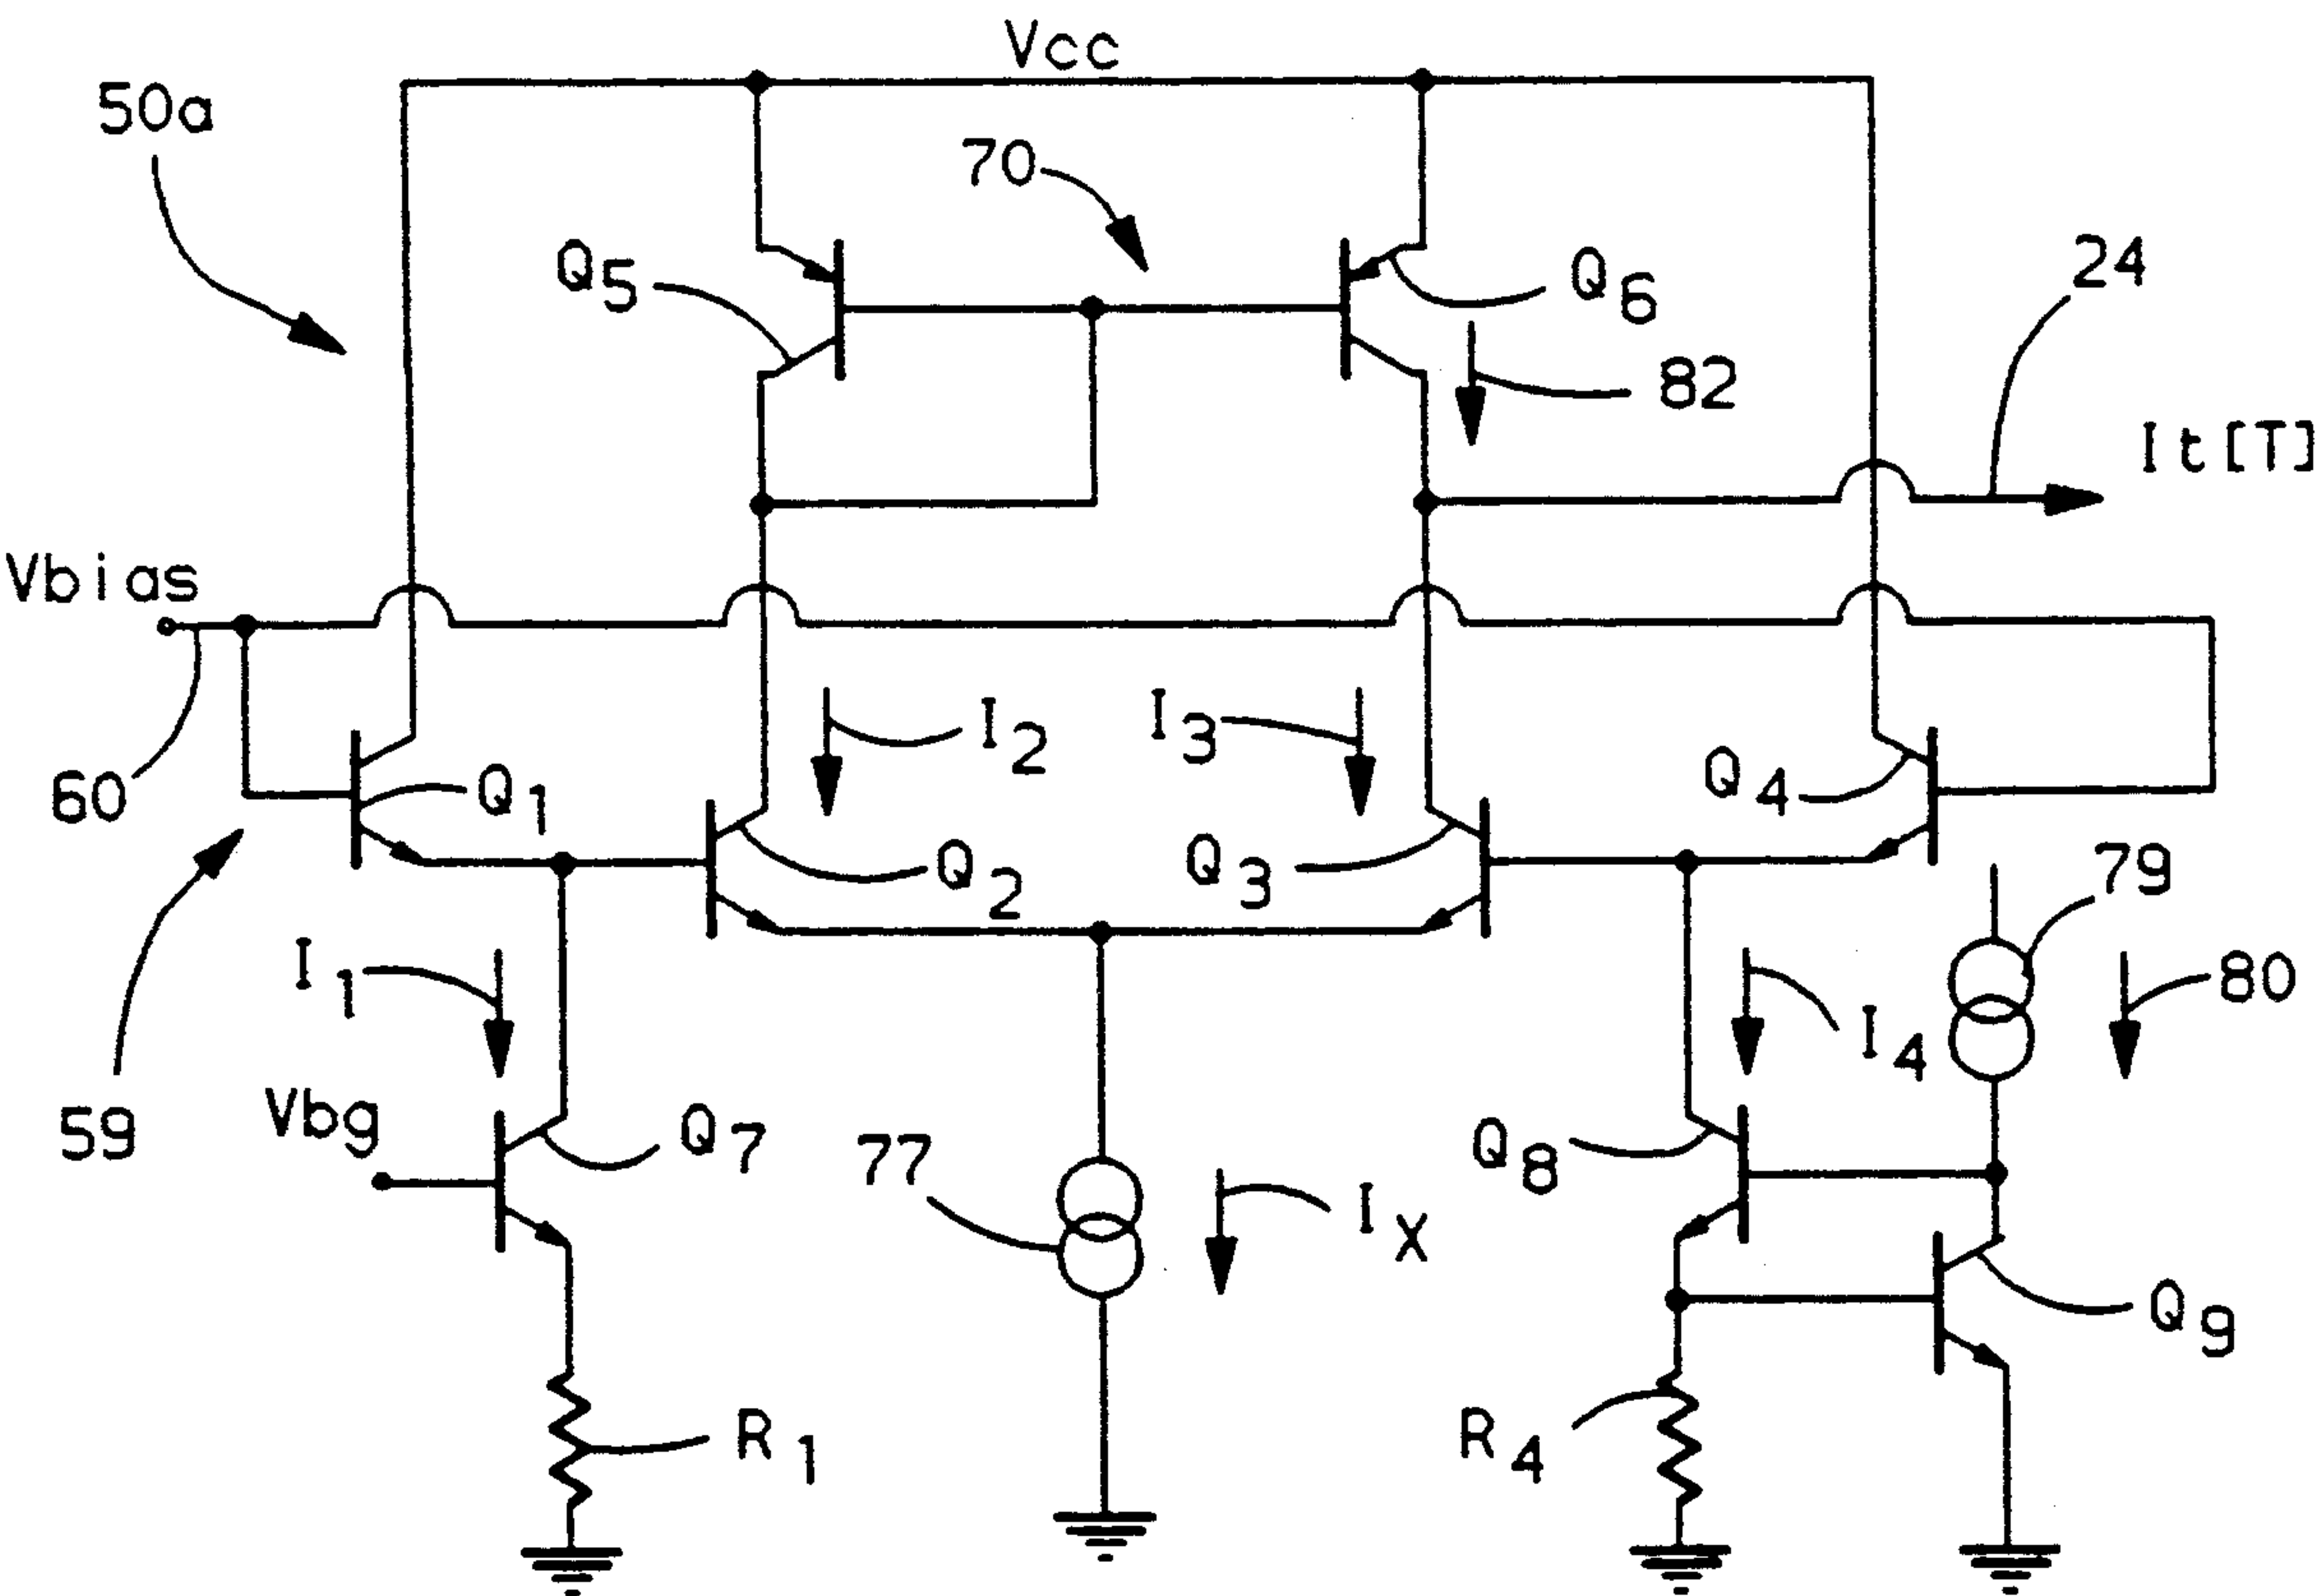 Vcc
50a
70
Q5
Q6
24
82
It[T]
Vbias
60
Q1
I2
I3
Q4
Q2
Q3
79
59
I1
I4
80
Vbg
Q7
77
IX
Q8
Q9
R1
R4